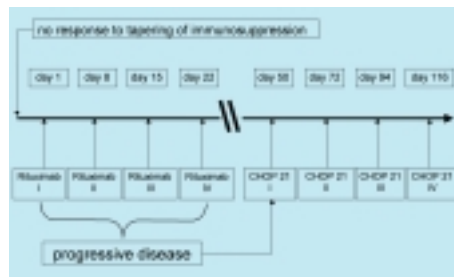 no response to tapering of immunosuppression
day 1 day 8 day 15 day 22 day 50 day 72 day 94 day 116
Rituximab Rituximab Rituximab Rituximab CHOP 21 CHOP 21 CHOP 21 CHOP 21
I II III IV I II III IV
progressive disease